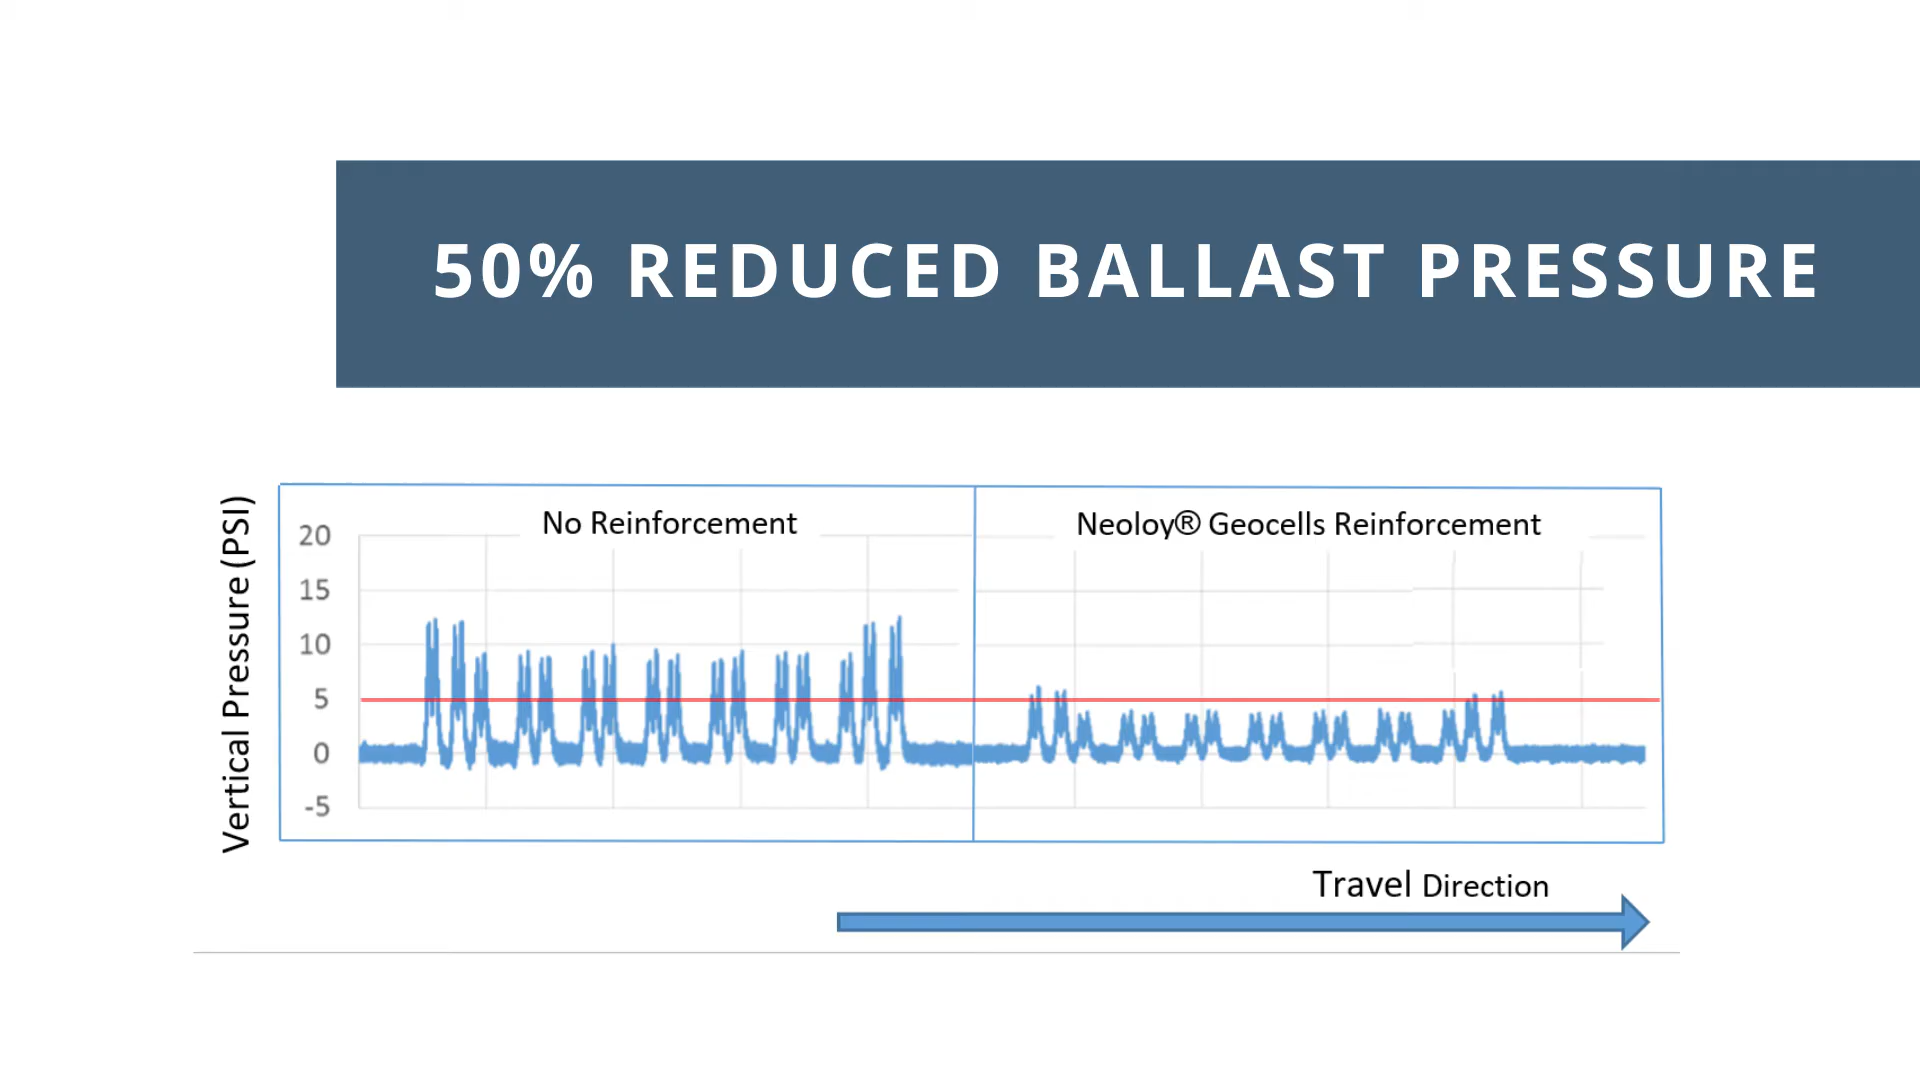 50% REDUCED BALLAST PRESSURE
Vertical Pressure (PSI)
No Reinforcement
Neoloy® Geocells Reinforcement
20
15
10
5
0
-5
Travel Direction